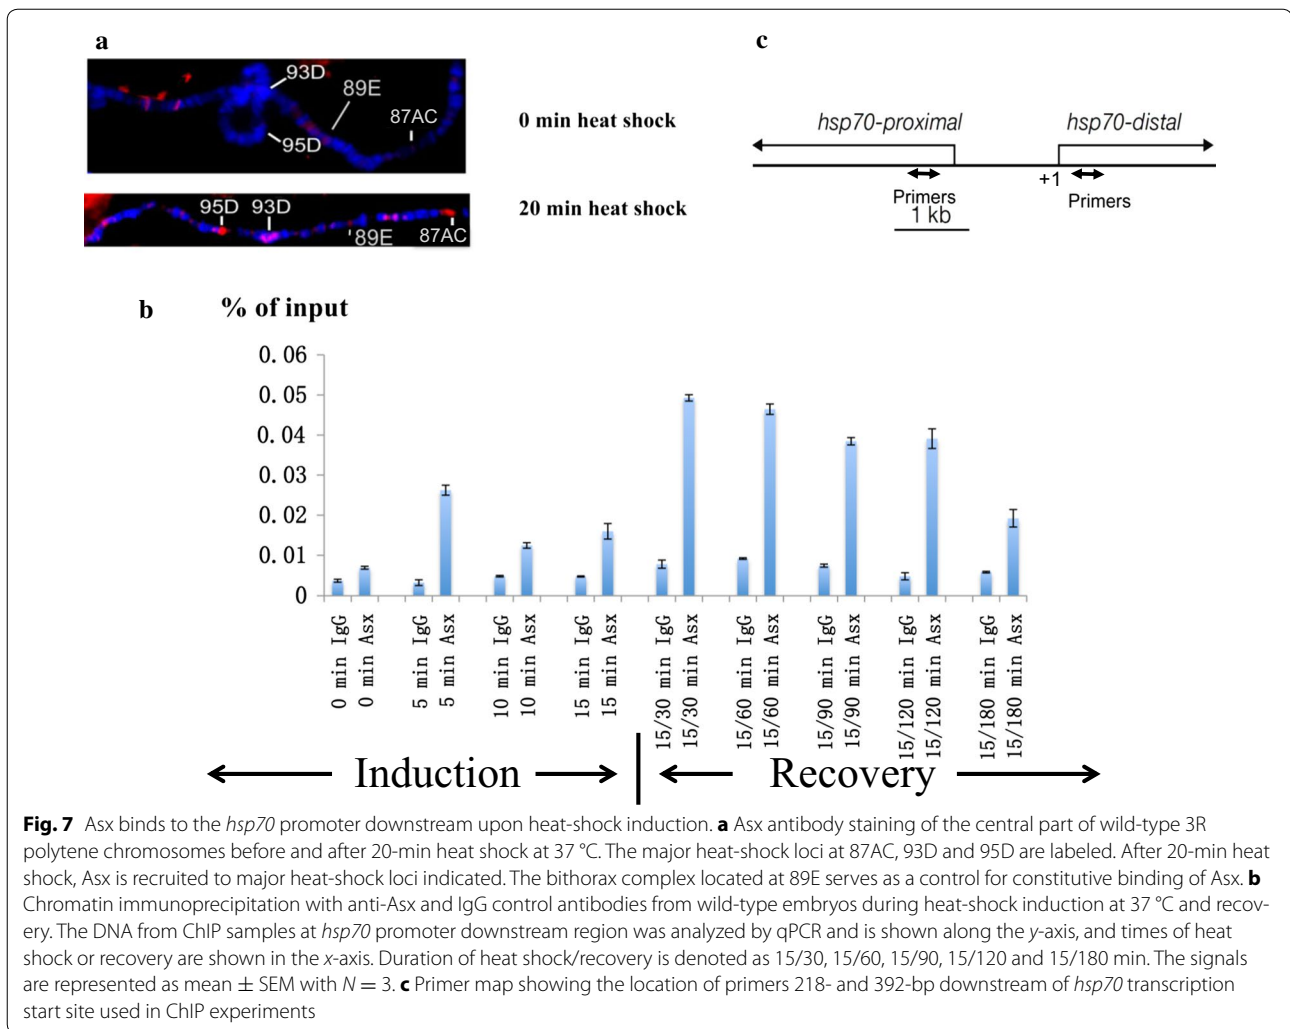 a
93D
89E
87AC
95D
0 min heat shock
95D
93D
89E
87AC
20 min heat shock
c
hsp70-proximal
hsp70-distal
+1
Primers
Primers
1 kb
b
% of input
0.06
0.05
0.04
0.03
0.02
0.01
0
0 min IgG
0 min Asx
5 min IgG
5 min Asx
10 min IgG
10 min Asx
15 min IgG
15 min Asx
15/30 min IgG
15/30 min Asx
15/60 min IgG
15/60 min Asx
15/90 min IgG
15/90 min Asx
15/120 min IgG
15/120 min Asx
15/180 min IgG
15/180 min Asx
Induction
Recovery
Fig. 7 Asx binds to the hsp70 promoter downstream upon heat-shock induction. a Asx antibody staining of the central part of wild-type 3R
polytene chromosomes before and after 20-min heat shock at 37 °C. The major heat-shock loci at 87AC, 93D and 95D are labeled. After 20-min heat
shock, Asx is recruited to major heat-shock loci indicated. The bithorax complex located at 89E serves as a control for constitutive binding of Asx. b
Chromatin immunoprecipitation with anti-Asx and IgG control antibodies from wild-type embryos during heat-shock induction at 37 °C and recov-
ery. The DNA from ChIP samples at hsp70 promoter downstream region was analyzed by qPCR and is shown along the y-axis, and times of heat
shock or recovery are shown in the x-axis. Duration of heat shock/recovery is denoted as 15/30, 15/60, 15/90, 15/120 and 15/180 min. The signals
are represented as mean ± SEM with N = 3. c Primer map showing the location of primers 218- and 392-bp downstream of hsp70 transcription
start site used in ChIP experiments